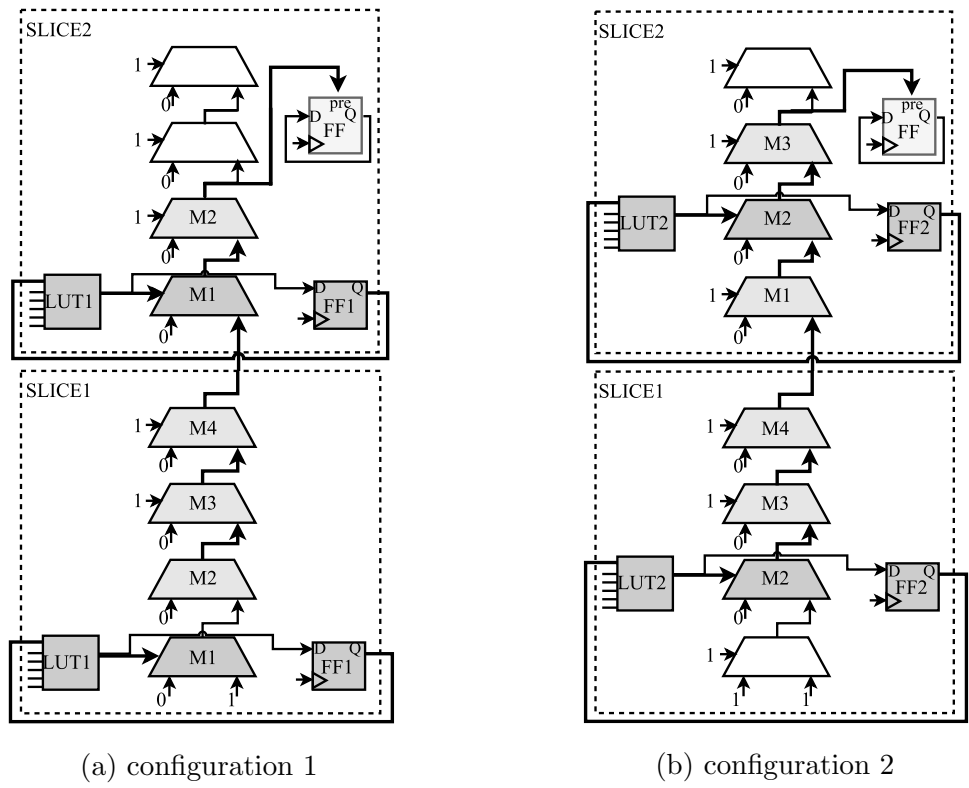 SLICE2
1
0
pre
D Q
FF
1
0
1
M2
0
LUT1
M1
D Q
FF1
0
SLICE1
1
M4
0
1
M3
0
1
M2
0
LUT1
M1
D Q
FF1
0 1
(a) configuration 1
SLICE2
1
0
pre
D Q
FF
1
M3
0
LUT2
M2
D Q
FF2
0
1
M1
0
SLICE1
1
M4
0
1
M3
0
LUT2
M2
D Q
FF2
0
1
1 1
(b) configuration 2